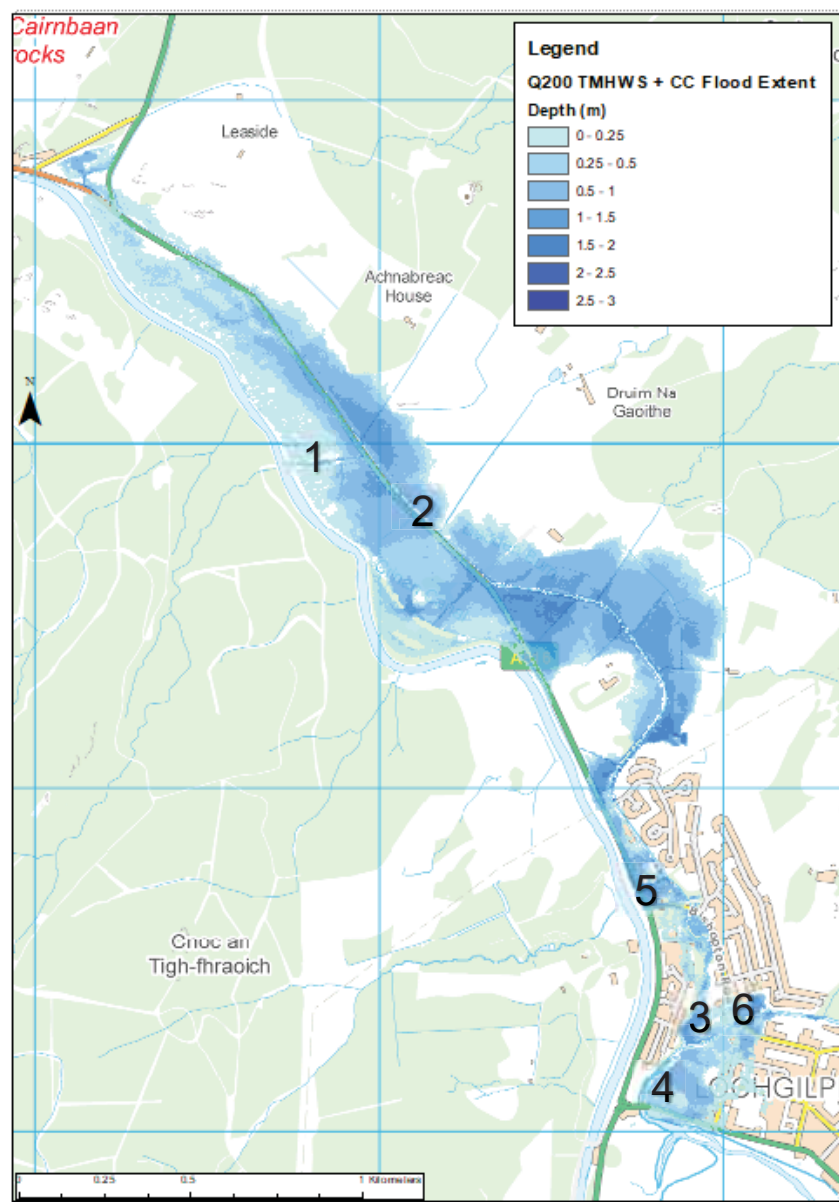 Cairnbaan
rocks
Legend
Q200 TMHWS + CC Flood Extent
Depth (m)
0 - 0.25
0.25 - 0.5
0.5 - 1
1 - 1.5
1.5 - 2
2 - 2.5
2.5 - 3
Leaside
Achnabreac
House
Druim Na
Gaoithe
N
1
2
A
5
Cnoc an
Tigh-fhraoich
3
6
4
LOCHGILP
0 0.25 0.5 1 Kilometers